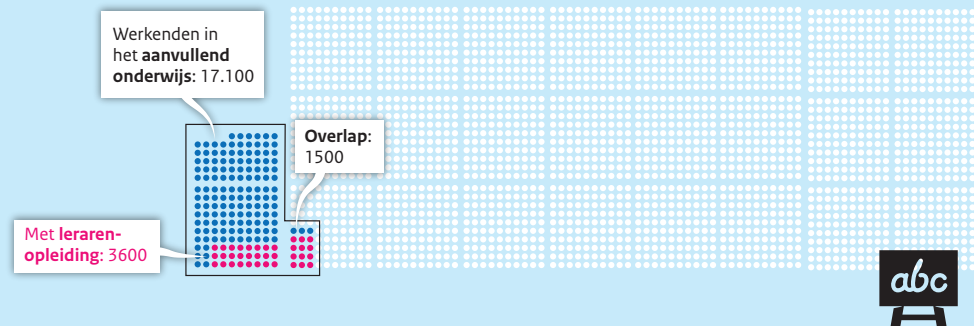 Werkenden in
het aanvullend
onderwijs: 17.100
Overlap:
1500
Met leraren-
opleiding: 3600
abc